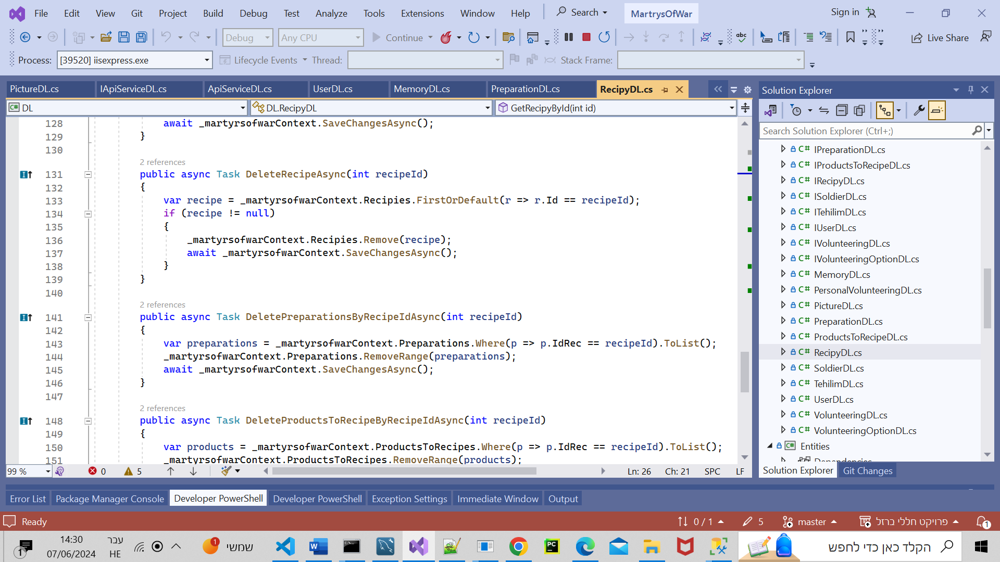 File Edit View Git Project Build Debug Test Analyze Tools Extensions Window Help Search MartrysOfWar Sign in
Debug Any CPU Continue abc Live Share
Process: [39520] iisexpress.exe Lifecycle Events Thread: Stack Frame:
PictureDL.cs IApiServiceDL.cs ApiServiceDL.cs UserDL.cs MemoryDL.cs PreparationDL.cs RecipyDL.cs
C# DL DL.RecipyDL GetRecipyById(int id)
128 await _martyrsofwarContext.SaveChangesAsync();
129 }
130
2 references
131 public async Task DeleteRecipeAsync(int recipeId)
132 {
133 var recipe = _martyrsofwarContext.Recipies.FirstOrDefault(r => r.Id == recipeId);
134 if (recipe != null)
135 {
136 _martyrsofwarContext.Recipies.Remove(recipe);
137 await _martyrsofwarContext.SaveChangesAsync();
138 }
139 }
140
2 references
141 public async Task DeletePreparationsByRecipeIdAsync(int recipeId)
142 {
143 var preparations = _martyrsofwarContext.Preparations.Where(p => p.IdRec == recipeId).ToList();
144 _martyrsofwarContext.Preparations.RemoveRange(preparations);
145 await _martyrsofwarContext.SaveChangesAsync();
146 }
147
2 references
148 public async Task DeleteProductsToRecipeByRecipeIdAsync(int recipeId)
149 {
150 var products = _martyrsofwarContext.ProductsToRecipes.Where(p => p.IdRec == recipeId).ToList();
151 _martyrsofwarContext.ProductsToRecipes.RemoveRange(products);
99 % 0 5 Ln: 26 Ch: 21 SPC LF
Solution Explorer
Search Solution Explorer (Ctrl+;)
C# IPreparationDL.cs
C# IProductsToRecipeDL.cs
C# IRecipyDL.cs
C# ISoldierDL.cs
C# ITehilimDL.cs
C# IUserDL.cs
C# IVolunteeringDL.cs
C# IVolunteeringOptionDL.cs
C# MemoryDL.cs
C# PersonalVolunteeringDL.cs
C# PictureDL.cs
C# PreparationDL.cs
C# ProductsToRecipeDL.cs
C# RecipyDL.cs
C# SoldierDL.cs
C# TehilimDL.cs
C# UserDL.cs
C# VolunteeringDL.cs
C# VolunteeringOptionDL.cs
C# Entities
Dependencies
Solution Explorer Git Changes
Error List Package Manager Console Developer PowerShell Developer PowerShell Exception Settings Immediate Window Output
Ready 0 / 1 5 master פרויקט חללי ברזל 1
1 14:30 עבר 1 שמשי W PC הקלד כאן כדי לחפש
07/06/2024 HE